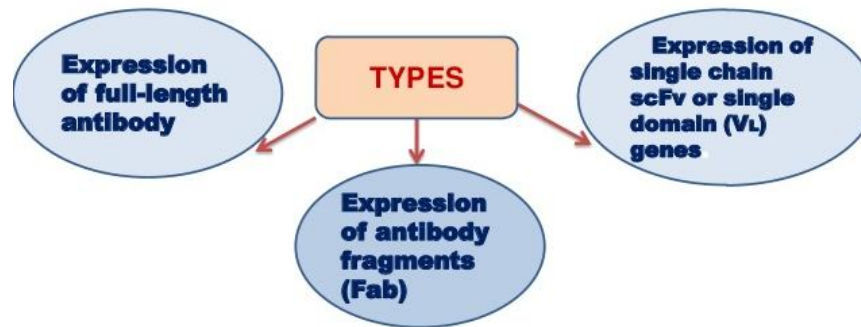 TYPES
Expression
of full-length
antibody
Expression
of antibody
fragments
(Fab)
Expression of
single chain
scFv or single
domain (VL)
genes.